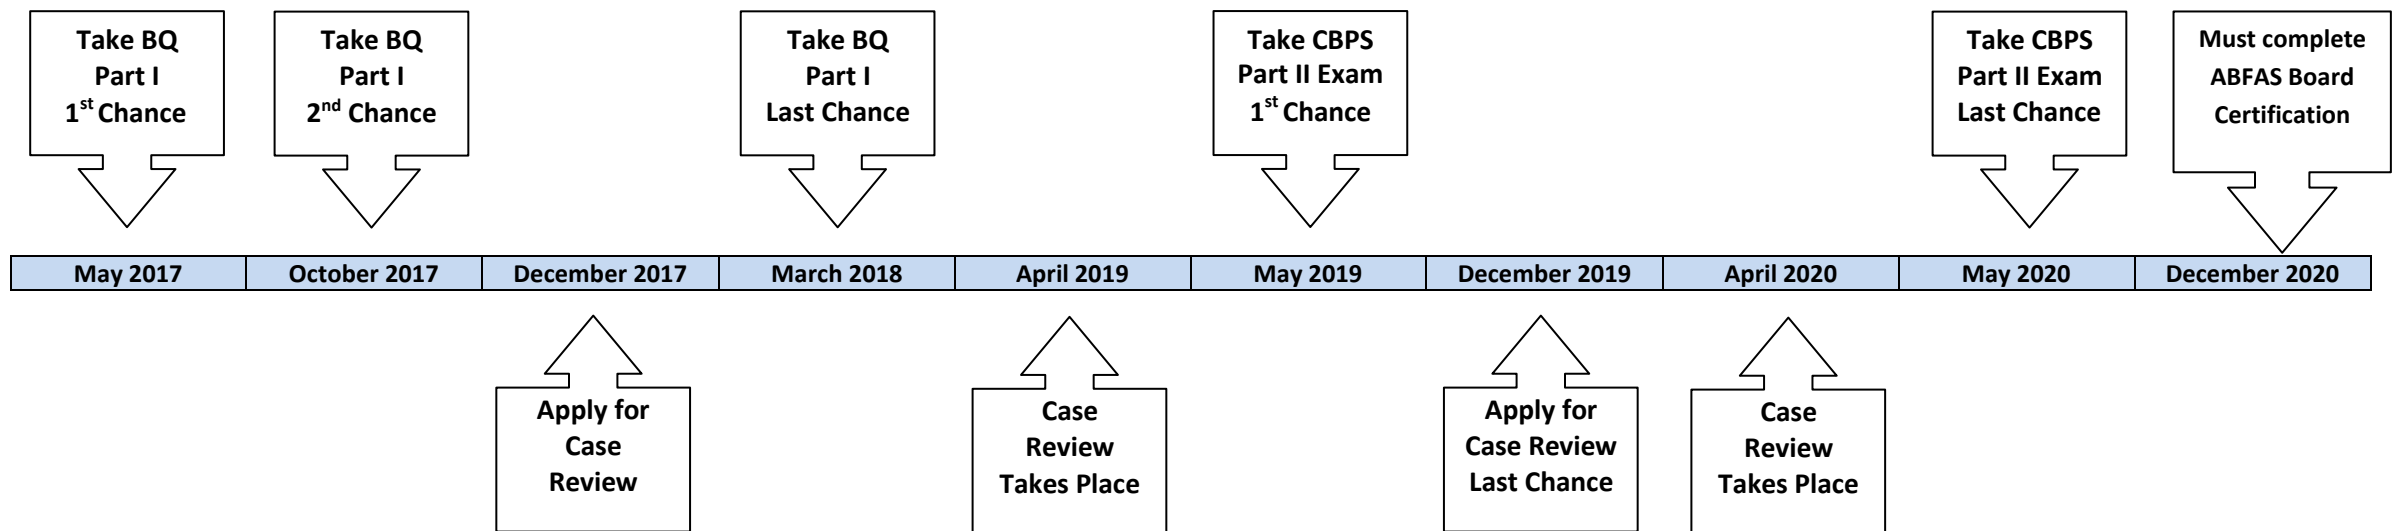 Take BQ
Part I
1st Chance
Take BQ
Part I
2nd Chance
Take BQ
Part I
Last Chance
Take CBPS
Part II Exam
1st Chance
Take CBPS
Part II Exam
Last Chance
Must complete
ABFAS Board
Certification
May 2017
October 2017
December 2017
March 2018
April 2019
May 2019
December 2019
April 2020
May 2020
December 2020
Apply for
Case
Review
Case
Review
Takes Place
Apply for
Case Review
Last Chance
Case
Review
Takes Place